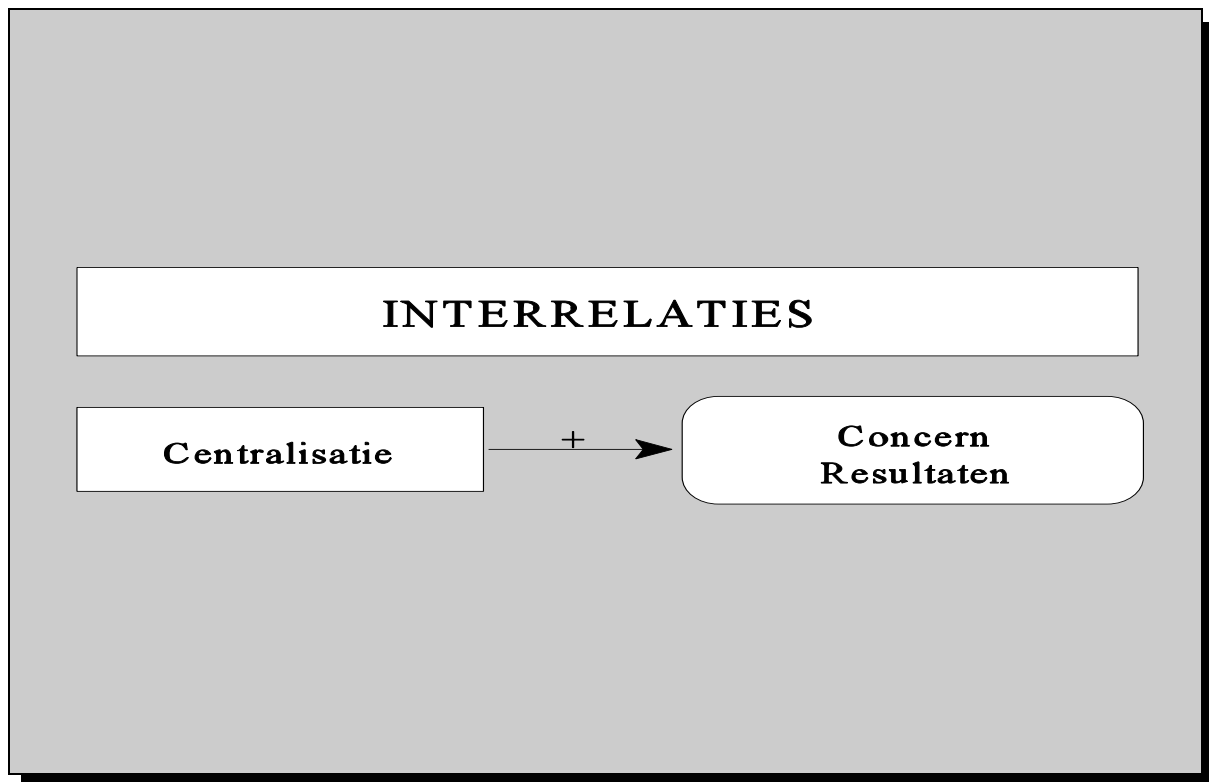 INTERRELATIES
Centralisatie
+
Concern
Resultaten